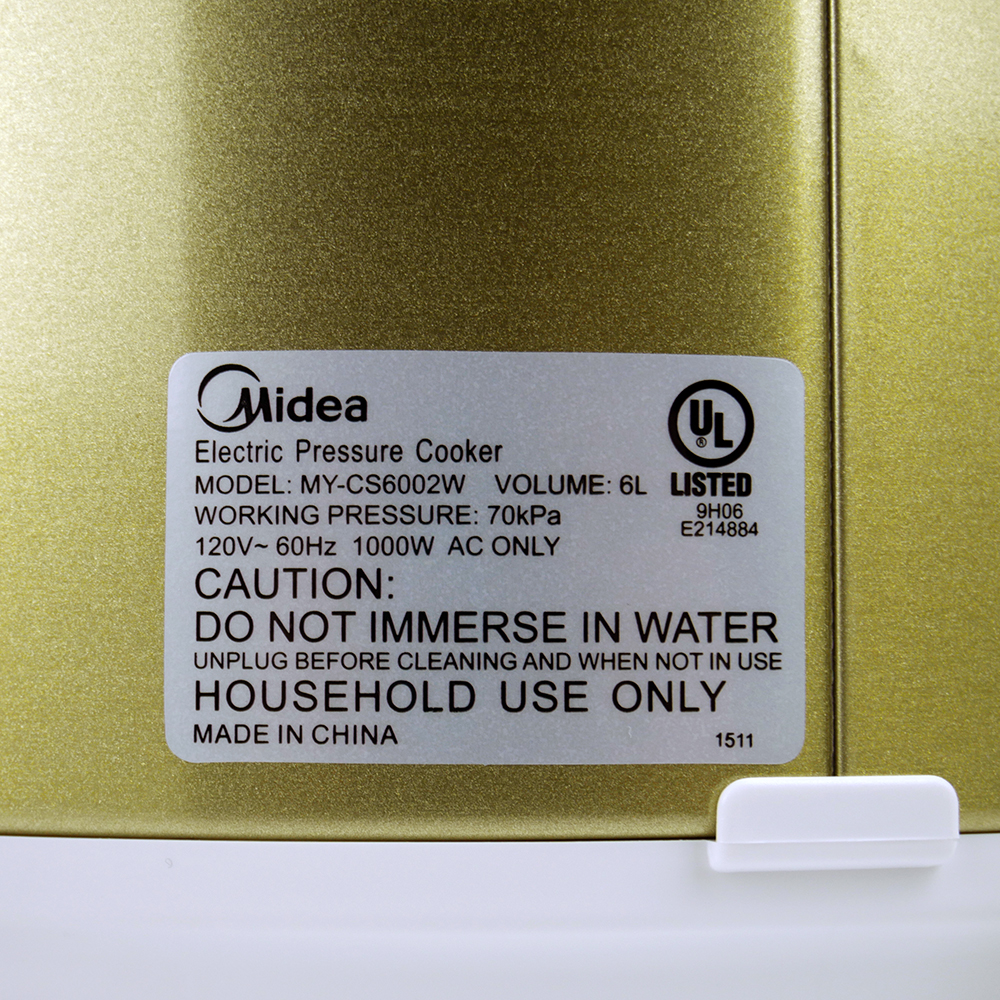 Midea
Electric Pressure Cooker
MODEL: MY-CS6002W VOLUME: 6L
WORKING PRESSURE: 70kPa
120V~ 60Hz 1000W AC ONLY
UL ®
LISTED
9H06
E214884
CAUTION:
DO NOT IMMERSE IN WATER
UNPLUG BEFORE CLEANING AND WHEN NOT IN USE
HOUSEHOLD USE ONLY
MADE IN CHINA 1511